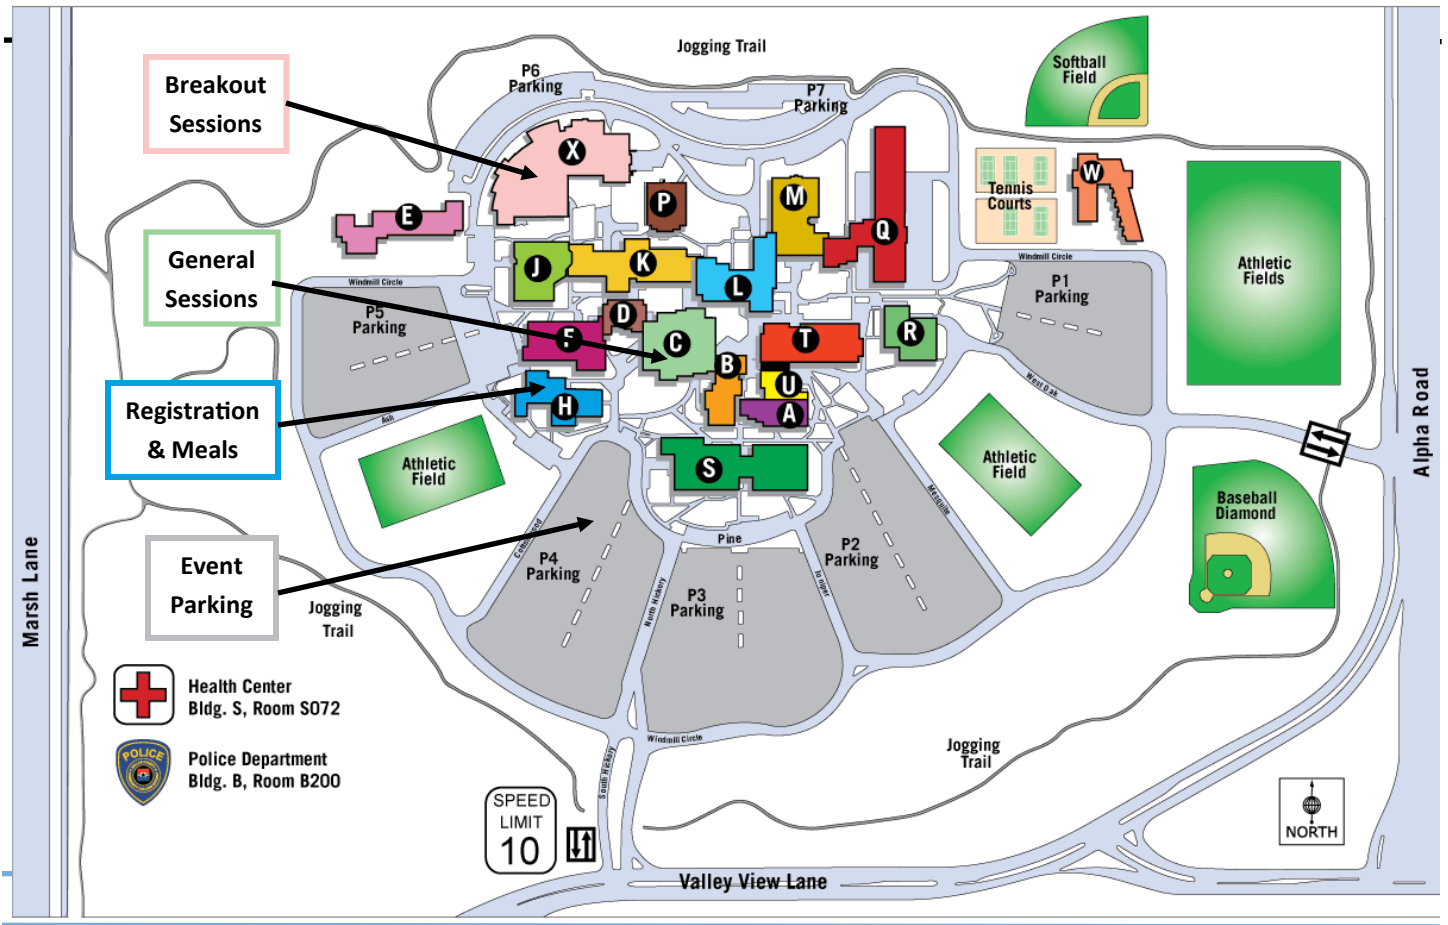 Jogging Trail
P6
Parking
P7
Parking
Softball
Field
Breakout
Sessions
X
P
M
Q
W
E
Tennis
Courts
General
Sessions
J
K
L
Windmill Circle
Windmill Circle
P5
Parking
P1
Parking
Athletic
Fields
D
F
C
T
R
B
U
A
H
Registration
& Meals
Ash
West Oak
Alpha Road
Athletic
Field
S
Athletic
Field
Mesquite
Baseball
Diamond
Marsh Lane
Event
Parking
P4
Parking
Pine
P2
Parking
P3
Parking
North Hickory
Juniper
Jogging
Trail
Health Center
Bldg. S, Room S072
Windmill Circle
POLICE
Police Department
Bldg. B, Room B200
South Hickory
Jogging
Trail
SPEED
LIMIT
10
NORTH
Valley View Lane